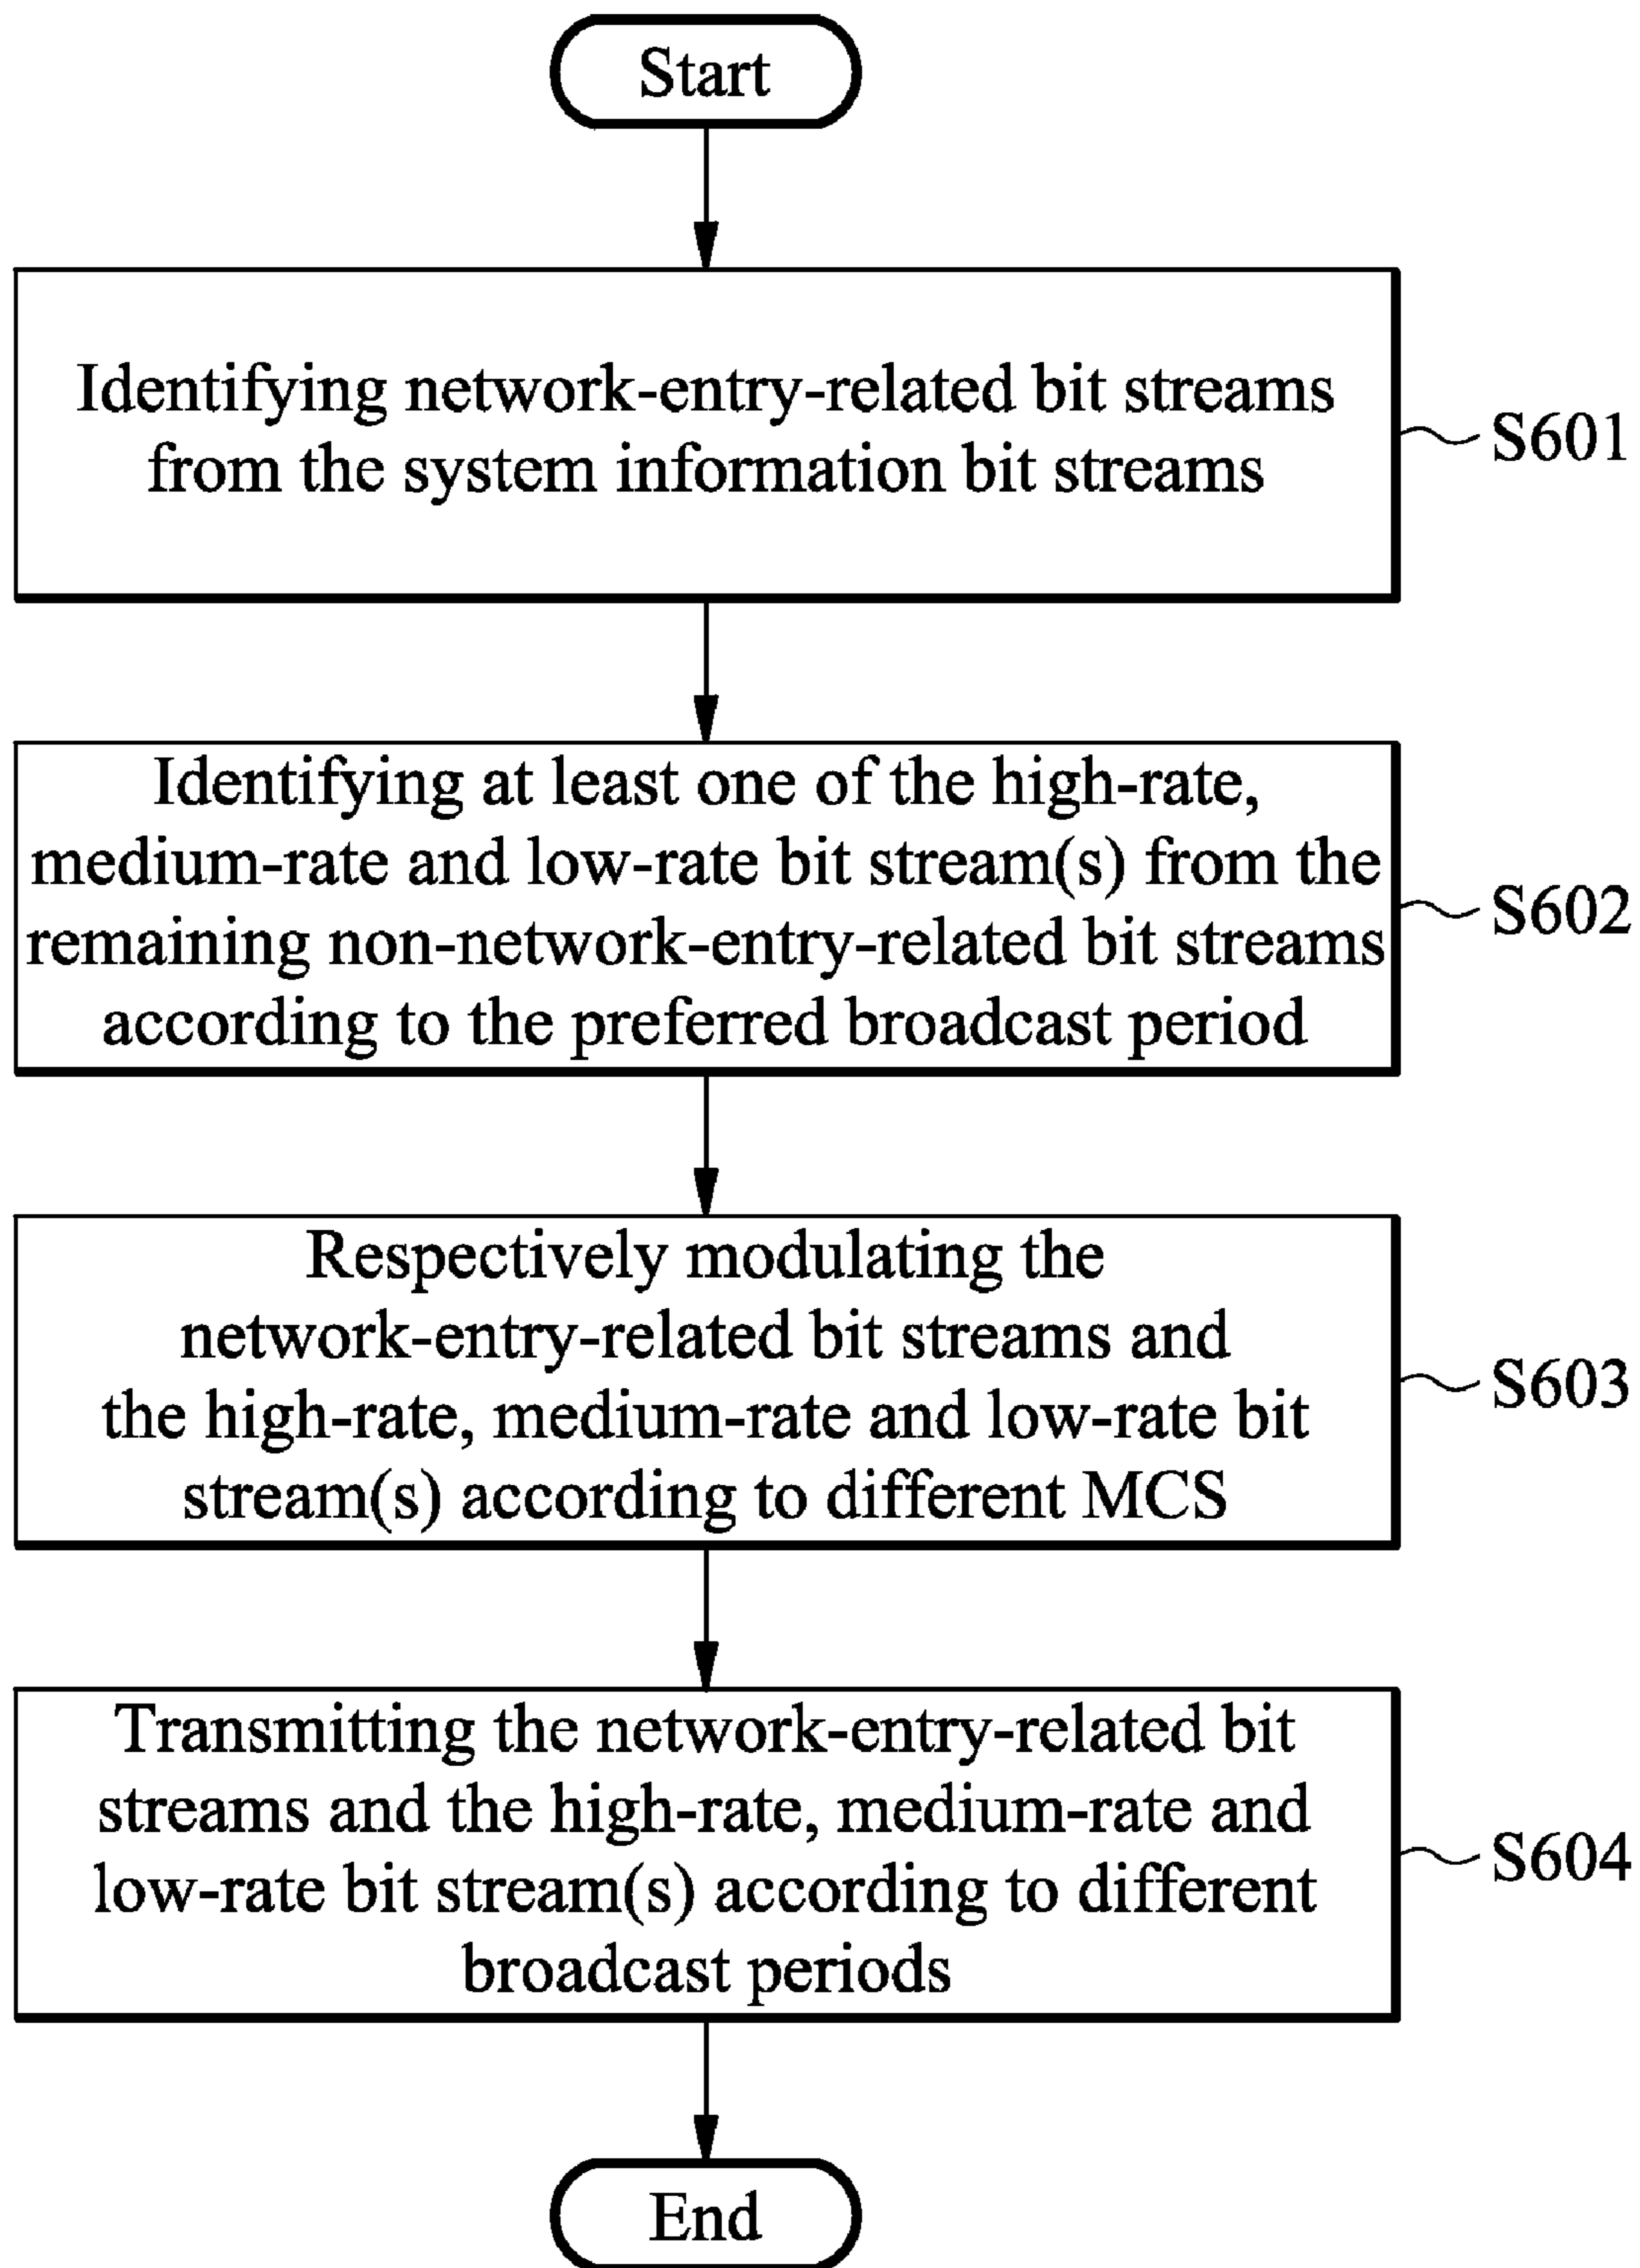 Start
Identifying network-entry-related bit streams
from the system information bit streams
S601
Identifying at least one of the high-rate,
medium-rate and low-rate bit stream(s) from the
remaining non-network-entry-related bit streams
according to the preferred broadcast period
S602
Respectively modulating the
network-entry-related bit streams and
the high-rate, medium-rate and low-rate bit
stream(s) according to different MCS
S603
Transmitting the network-entry-related bit
streams and the high-rate, medium-rate and
low-rate bit stream(s) according to different
broadcast periods
S604
End